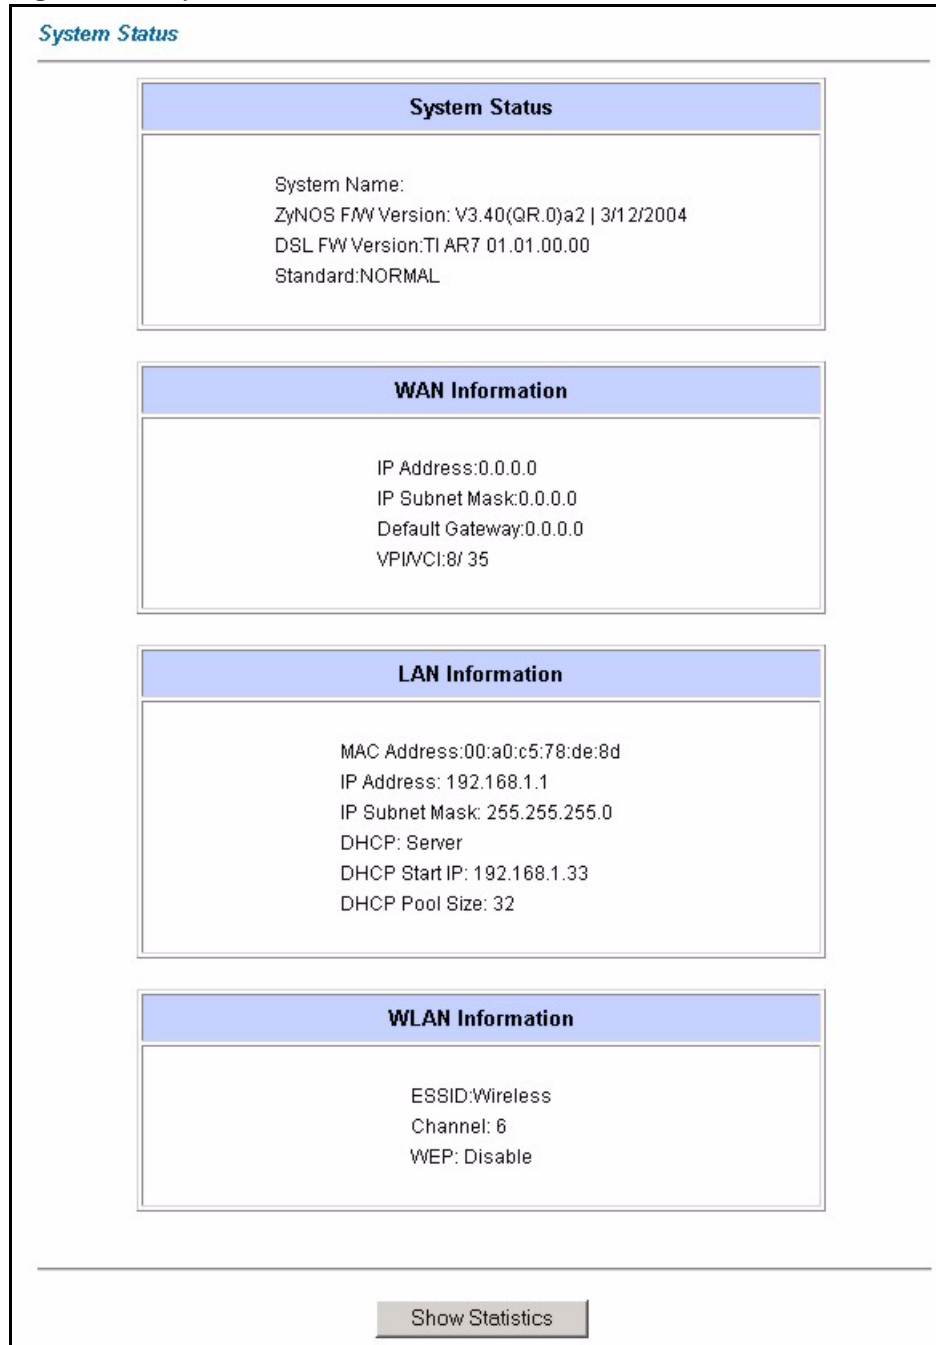 System Status
System Status
System Name:
ZyNOS F/W Version: V3.40(QR.0)a2 | 3/12/2004
DSL FW Version:TI AR7 01.01.00.00
Standard:NORMAL
WAN Information
IP Address:0.0.0.0
IP Subnet Mask:0.0.0.0
Default Gateway:0.0.0.0
VPI/VCI:8/ 35
LAN Information
MAC Address:00:a0:c5:78:de:8d
IP Address: 192.168.1.1
IP Subnet Mask: 255.255.255.0
DHCP: Server
DHCP Start IP: 192.168.1.33
DHCP Pool Size: 32
WLAN Information
ESSID:Wireless
Channel: 6
WEP: Disable
Show Statistics